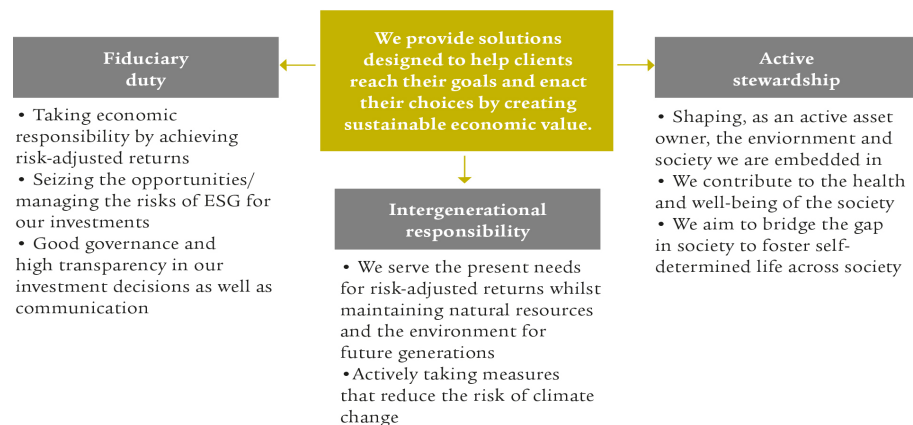 We provide solutions
designed to help clients
reach their goals and enact
their choices by creating
sustainable economic value.
Fiduciary
duty
• Taking economic
responsibility by achieving
risk-adjusted returns
• Seizing the opportunities/
managing the risks of ESG for
our investments
• Good governance and
high transparency in our
investment decisions as well as
communication
Intergenerational
responsibility
• We serve the present needs
for risk-adjusted returns whilst
maintaining natural resources
and the environment for
future generations
•Actively taking measures
that reduce the risk of climate
change
Active
stewardship
• Shaping, as an active asset
owner, the enviornment and
society we are embedded in
• We contribute to the health
and well-being of the society
• We aim to bridge the gap
in society to foster self-
determined life across society